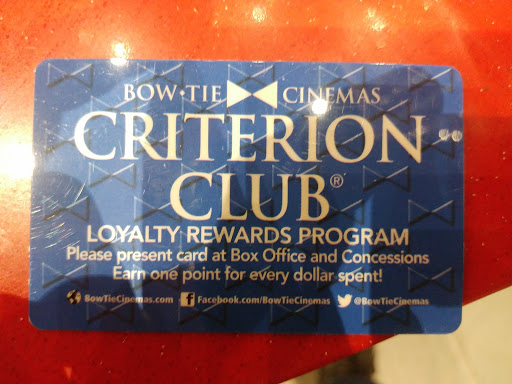 BOW·TIE CINEMAS
CRITERION
CLUB®
LOYALTY REWARDS PROGRAM
Please present card at Box Office and Concessions
Earn one point for every dollar spent!
BowTieCinemas.com Facebook.com/BowTieCinemas @BowTieCinemas